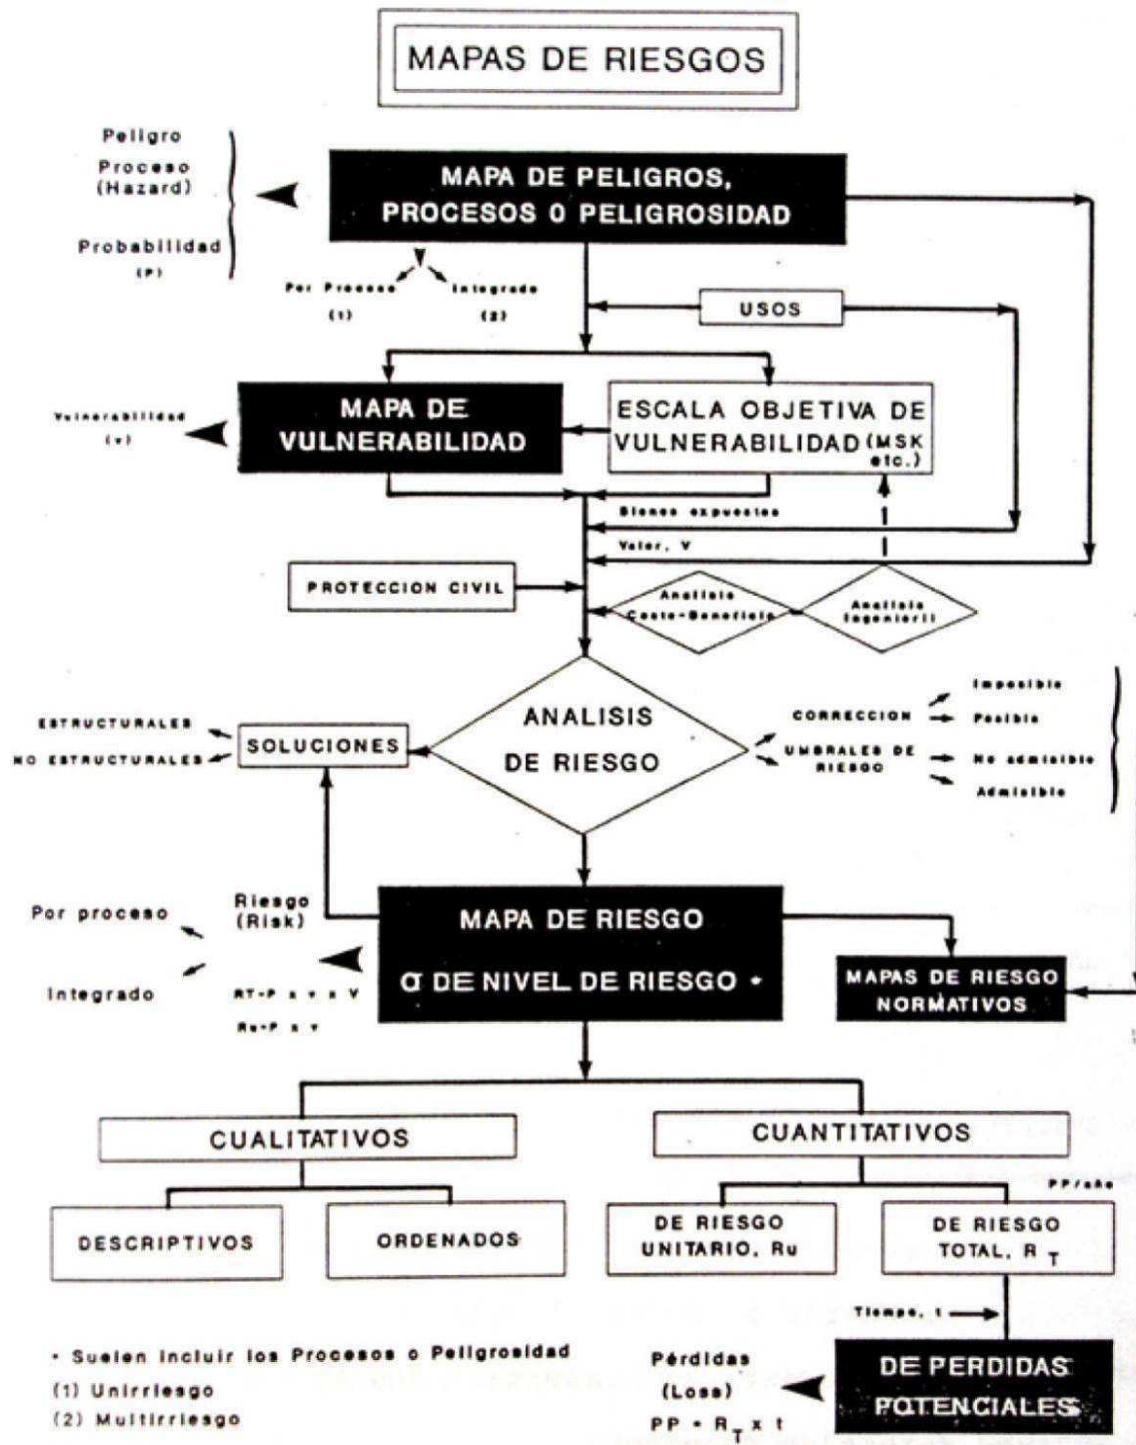 MAPAS DE RIESGOS
Peligro
Proceso
(Hazard)
Probabilidad
(P)
MAPA DE PELIGROS,
PROCESOS O PELIGROSIDAD
Por Proceso
(1)
Integrado
(2)
USOS
Vulnerabilidad
(v)
MAPA DE
VULNERABILIDAD
ESCALA OBJETIVA DE
VULNERABILIDAD (MSK
etc.)
Bienes expuestos
Valor, V
PROTECCION CIVIL
Analisis
Coste-Beneficio
Analisis
Ingenieril
ANALISIS
DE RIESGO
ESTRUCTURALES
NO ESTRUCTURALES
SOLUCIONES
CORRECCION
UMBRALES DE
RIESGO
Imposible
Posible
No admisible
Admisible
Por proceso
Integrado
Riesgo
(Risk)
RT=P x v x V
Ru=P x v
MAPA DE RIESGO
O DE NIVEL DE RIESGO *
MAPAS DE RIESGO
NORMATIVOS
CUALITATIVOS
CUANTITATIVOS
DESCRIPTIVOS
ORDENADOS
DE RIESGO
UNITARIO, Ru
PP/año
DE RIESGO
TOTAL, R T
Tiempo, t
* Suelen incluir los Procesos o Peligrosidad
(1) Unirriesgo
(2) Multirriesgo
Pérdidas
(Loss)
PP = R T x t
DE PERDIDAS
POTENCIALES